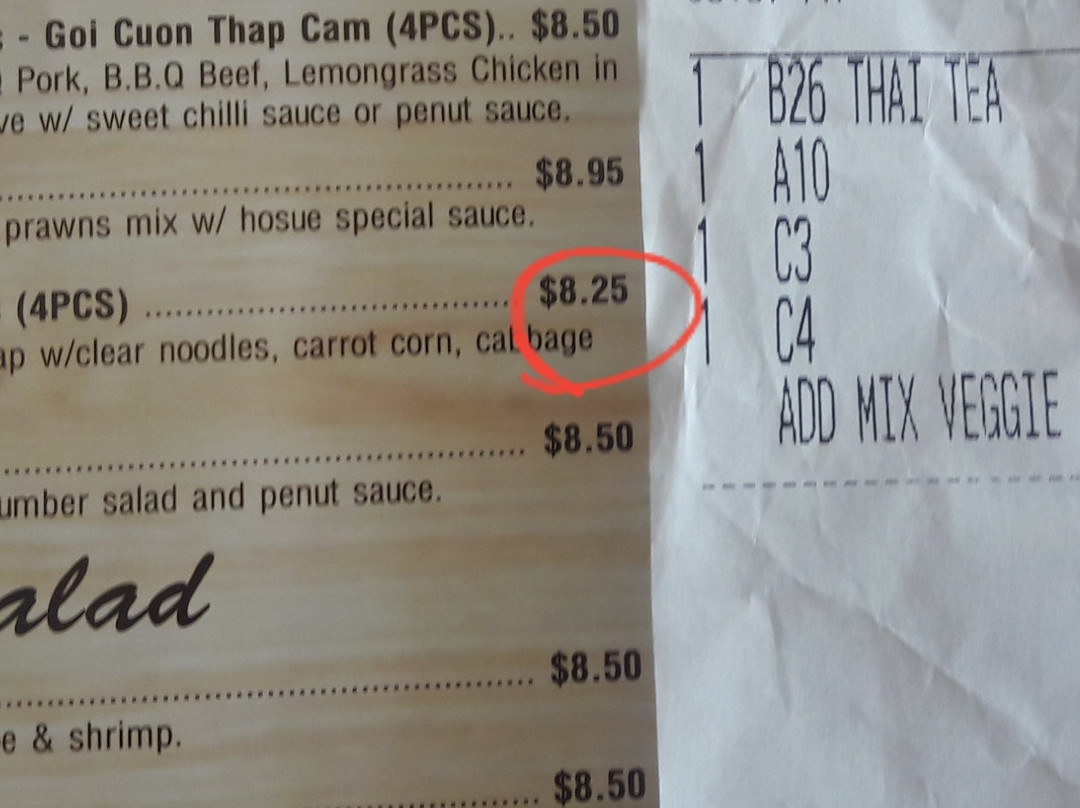 - Goi Cuon Thap Cam (4PCS).. $8.50
Pork, B.B.Q Beef, Lemongrass Chicken in
w/ sweet chilli sauce or penut sauce.
$8.95
prawns mix w/ hosue special sauce.
(4PCS) $8.25
w/clear noodles, carrot corn, cabbage
$8.50
salad and penut sauce.
alad
$8.50
e & shrimp.
$8.50
1 B26 THAI TEA
1 A10
1 C3
1 C4
ADD MIX VEGGIE